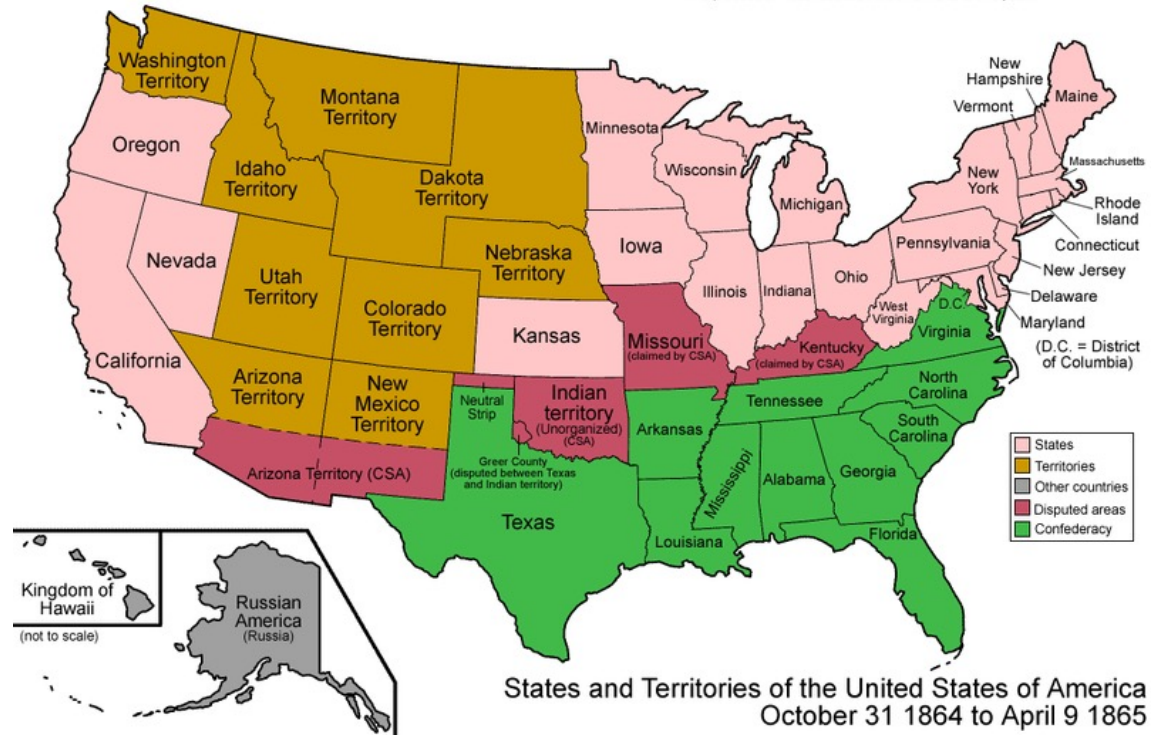 Washington
Territory
Montana
Territory
Oregon
Idaho
Territory
Dakota
Territory
Minnesota
Wisconsin
Michigan
New
Hampshire
Vermont
Maine
Massachusetts
New
York
Rhode
Island
Connecticut
Pennsylvania
New Jersey
Delaware
Maryland
(D.C. = District
of Columbia)
Nevada
Utah
Territory
Colorado
Territory
Nebraska
Territory
Iowa
Illinois
Indiana
Ohio
West
Virginia
D.C.
Virginia
California
Kansas
Missouri
(claimed by CSA)
Kentucky
(claimed by CSA)
Arizona
Territory
New
Mexico
Territory
Neutral
Strip
Indian
territory
(Unorganized)
(CSA)
Arkansas
Tennessee
North
Carolina
South
Carolina
Arizona Territory (CSA)
Greer County
(disputed between Texas
and Indian territory)
Texas
Louisiana
Mississippi
Alabama
Georgia
Florida
States
Territories
Other countries
Disputed areas
Confederacy
Kingdom of
Hawaii
(not to scale)
Russian
America
(Russia)
States and Territories of the United States of America
October 31 1864 to April 9 1865